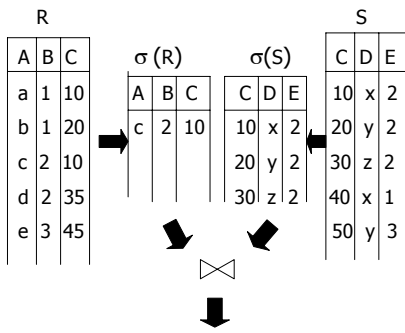 R
A B C
a 1 10
b 1 20
c 2 10
d 2 35
e 3 45
σ (R)
A B C
c 2 10
σ(S)
C D E
10 x 2
20 y 2
30 z 2
S
C D E
10 x 2
20 y 2
30 z 2
40 x 1
50 y 3
⋈